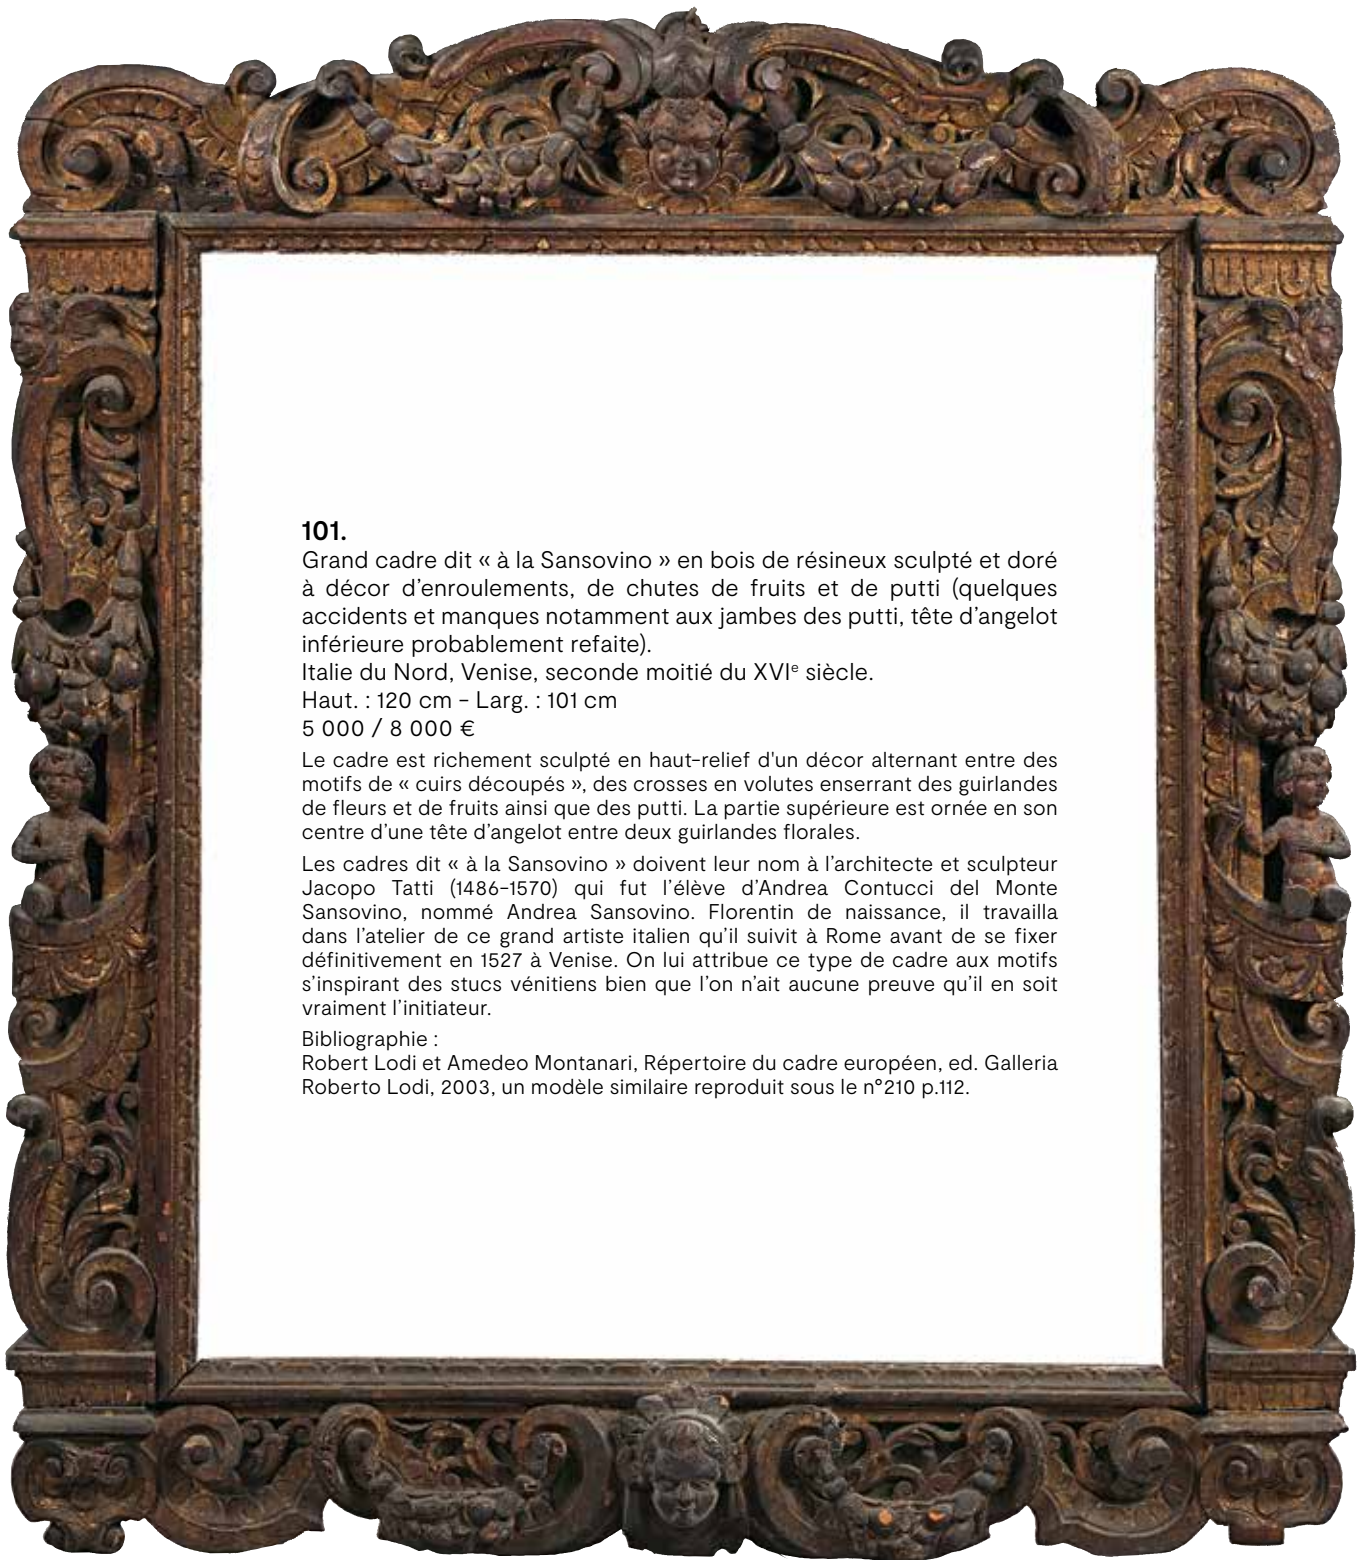 101.
Grand cadre dit « à la Sansovino » en bois de résineux sculpté et doré
à décor d'enroulements, de chutes de fruits et de putti (quelques
accidents et manques notamment aux jambes des putti, tête d'angelot
inférieure probablement refaite).
Italie du Nord, Venise, seconde moitié du XVIe siècle.
Haut. : 120 cm – Larg. : 101 cm
5 000 / 8 000 €
Le cadre est richement sculpté en haut-relief d'un décor alternant entre des
motifs de « cuirs découpés », des crosses en volutes enserrant des guirlandes
de fleurs et de fruits ainsi que des putti. La partie supérieure est ornée en son
centre d'une tête d'angelot entre deux guirlandes florales.
Les cadres dit « à la Sansovino » doivent leur nom à l'architecte et sculpteur
Jacopo Tatti (1486-1570) qui fut l'élève d'Andrea Contucci del Monte
Sansovino, nommé Andrea Sansovino. Florentin de naissance, il travailla
dans l'atelier de ce grand artiste italien qu'il suivit à Rome avant de se fixer
définitivement en 1527 à Venise. On lui attribue ce type de cadre aux motifs
s'inspirant des stucs vénitiens bien que l'on n'ait aucune preuve qu'il en soit
vraiment l'initiateur.
Bibliographie :
Robert Lodi et Amedeo Montanari, Répertoire du cadre européen, ed. Galleria
Roberto Lodi, 2003, un modèle similaire reproduit sous le n°210 p.112.